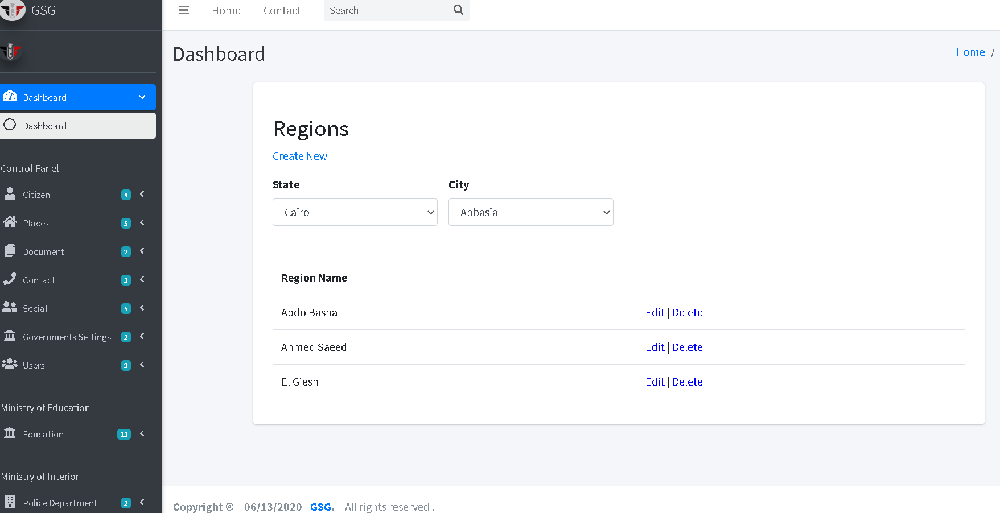 GSG
Home
Contact
Search
Dashboard
Home /
Dashboard
Dashboard
Control Panel
Citizen 8
Places 5
Document 2
Contact 2
Social 5
Governments Settings 2
Users 2
Ministry of Education
Education 12
Ministry of Interior
Police Department 2
Regions
Create New
State
City
Cairo
Abbasia
Region Name
Abdo Basha
Edit | Delete
Ahmed Saeed
Edit | Delete
El Giesh
Edit | Delete
Copyright © 06/13/2020 GSG. All rights reserved .